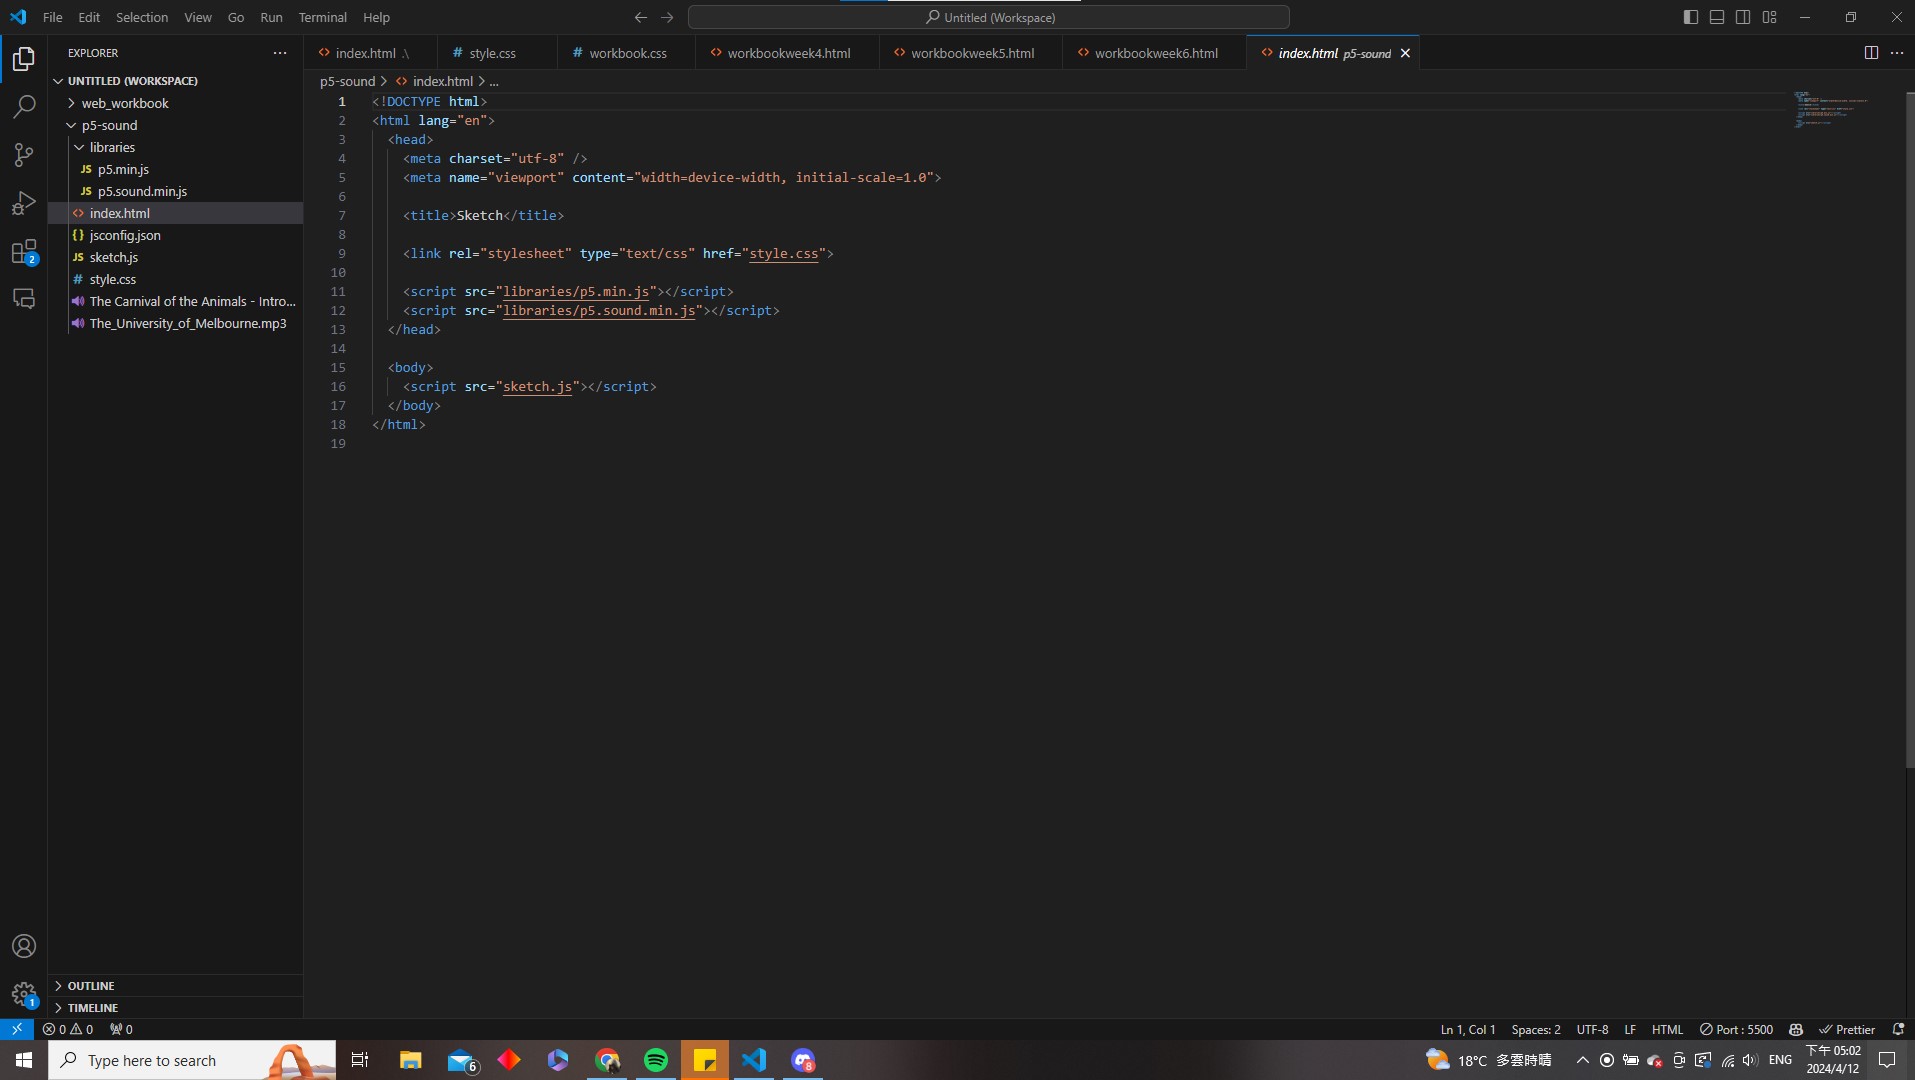 File Edit Selection View Go Run Terminal Help
Untitled (Workspace)
EXPLORER
index.html .\
style.css
workbook.css
workbookweek4.html
workbookweek5.html
workbookweek6.html
index.html p5-sound
UNTITLED (WORKSPACE)
web_workbook
p5-sound
libraries
JS p5.min.js
JS p5.sound.min.js
index.html
{} jsconfig.json
JS sketch.js
# style.css
The Carnival of the Animals - Intro...
The_University_of_Melbourne.mp3
OUTLINE
TIMELINE
p5-sound > index.html > ...
1 <!DOCTYPE html>
2 <html lang="en">
3 <head>
4 <meta charset="utf-8" />
5 <meta name="viewport" content="width=device-width, initial-scale=1.0">
6
7 <title>Sketch</title>
8
9 <link rel="stylesheet" type="text/css" href="style.css">
10
11 <script src="libraries/p5.min.js"></script>
12 <script src="libraries/p5.sound.min.js"></script>
13 </head>
14
15 <body>
16 <script src="sketch.js"></script>
17 </body>
18 </html>
19
2
1
0 0 0
Ln 1, Col 1 Spaces: 2 UTF-8 LF HTML Port : 5500 Prettier
Type here to search
6
8
18°C 多雲時晴
ENG
下午 05:02
2024/4/12